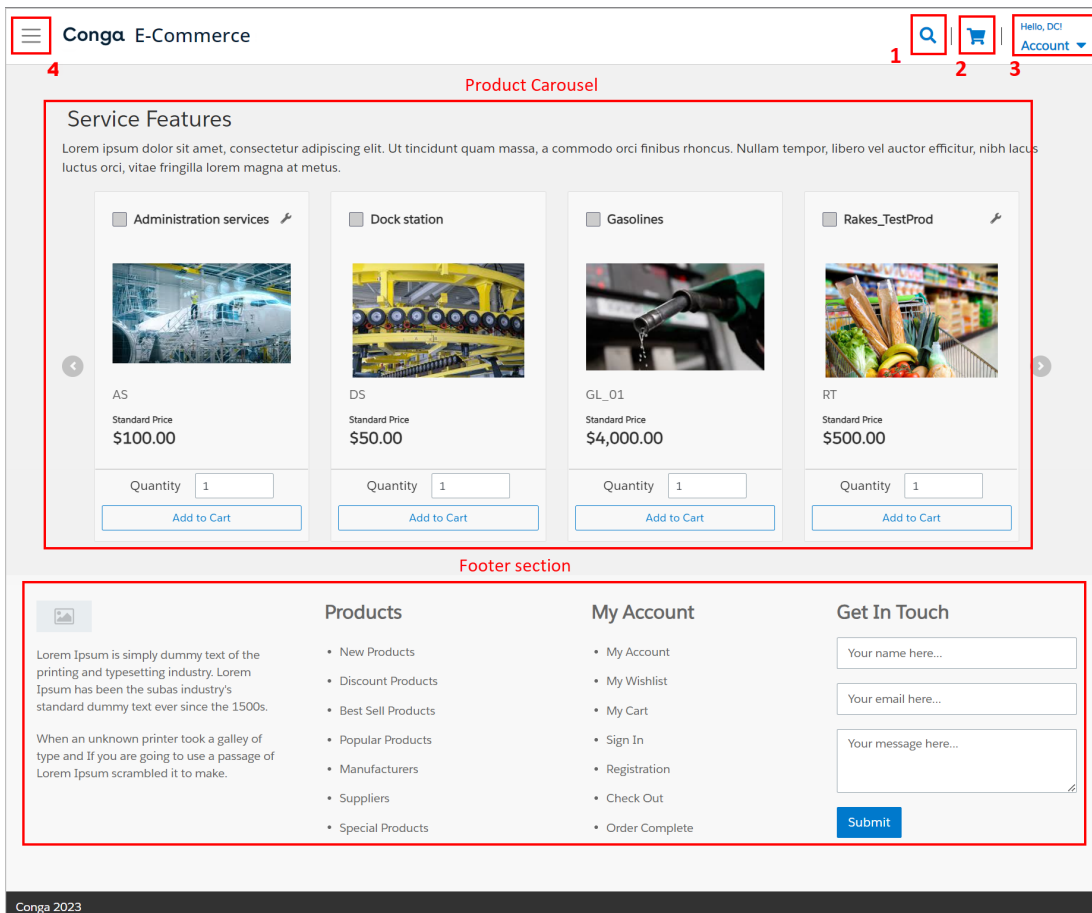 Conga E-Commerce
Hello, DC!
Account
1
2
3
4
Product Carousel
Service Features
Lorem ipsum dolor sit amet, consectetur adipiscing elit. Ut tincidunt quam massa, a commodo orci finibus rhoncus. Nullam tempor, libero vel auctor efficitur, nibh lacus
luctus orci, vitae fringilla lorem magna at metus.
Administration services
AS
Standard Price
$100.00
Quantity 1
Add to Cart
Dock station
DS
Standard Price
$50.00
Quantity 1
Add to Cart
Gasolines
GL_01
Standard Price
$4,000.00
Quantity 1
Add to Cart
Rakes_TestProd
RT
Standard Price
$500.00
Quantity 1
Add to Cart
Footer section
Lorem Ipsum is simply dummy text of the
printing and typesetting industry. Lorem
Ipsum has been the subas industry's
standard dummy text ever since the 1500s.
When an unknown printer took a galley of
type and If you are going to use a passage of
Lorem Ipsum scrambled it to make.
Products
• New Products
• Discount Products
• Best Sell Products
• Popular Products
• Manufacturers
• Suppliers
• Special Products
My Account
• My Account
• My Wishlist
• My Cart
• Sign In
• Registration
• Check Out
• Order Complete
Get In Touch
Your name here...
Your email here...
Your message here...
Submit
Conga 2023